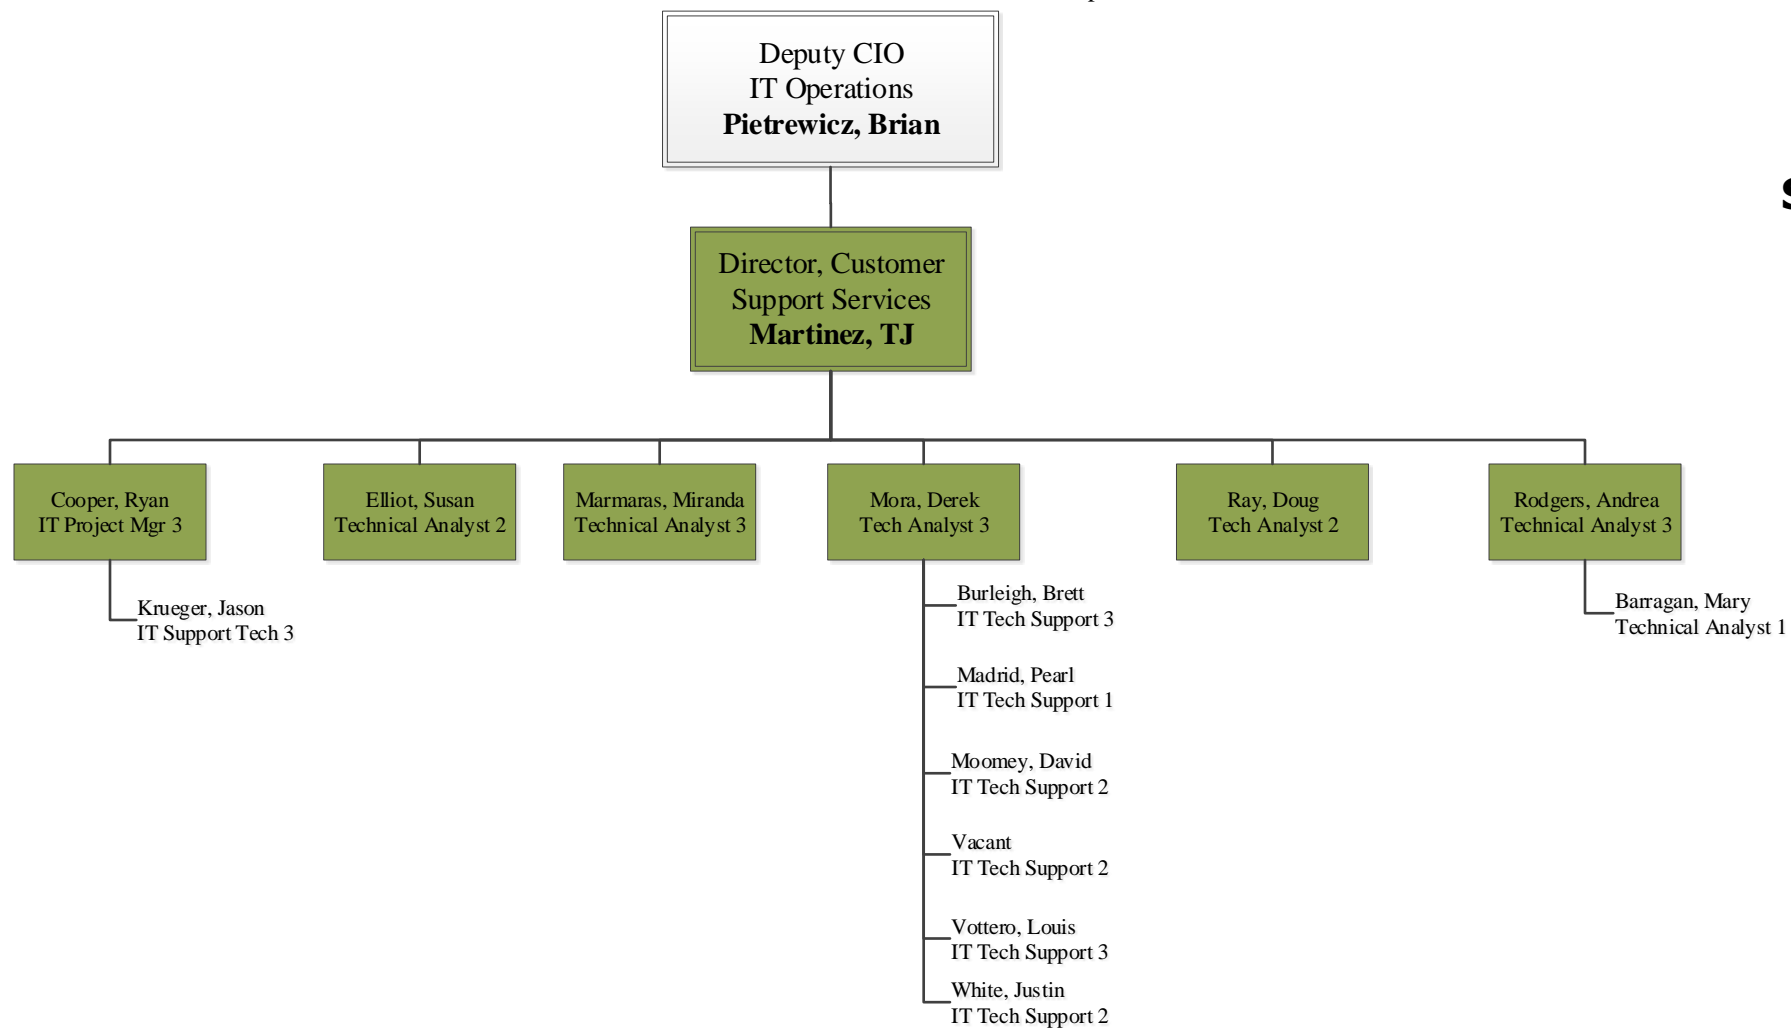 Deputy CIO
IT Operations
Pietrewicz, Brian
Director, Customer
Support Services
Martinez, TJ
Cooper, Ryan
IT Project Mgr 3
Elliot, Susan
Technical Analyst 2
Marmaras, Miranda
Technical Analyst 3
Mora, Derek
Tech Analyst 3
Ray, Doug
Tech Analyst 2
Rodgers, Andrea
Technical Analyst 3
Krueger, Jason
IT Support Tech 3
Burleigh, Brett
IT Tech Support 3
Madrid, Pearl
IT Tech Support 1
Moomey, David
IT Tech Support 2
Vacant
IT Tech Support 2
Vottero, Louis
IT Tech Support 3
White, Justin
IT Tech Support 2
Barragan, Mary
Technical Analyst 1